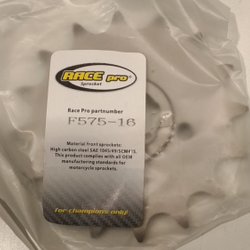 RACE pro®
Sprocket
Race Pro partnumber
F575-16
Material front sprockets:
High carbon steel SAE 1045/49/SCM415.
This product complies with all OEM
manufacturing standards for
motorcycle sprockets.
for champions only!